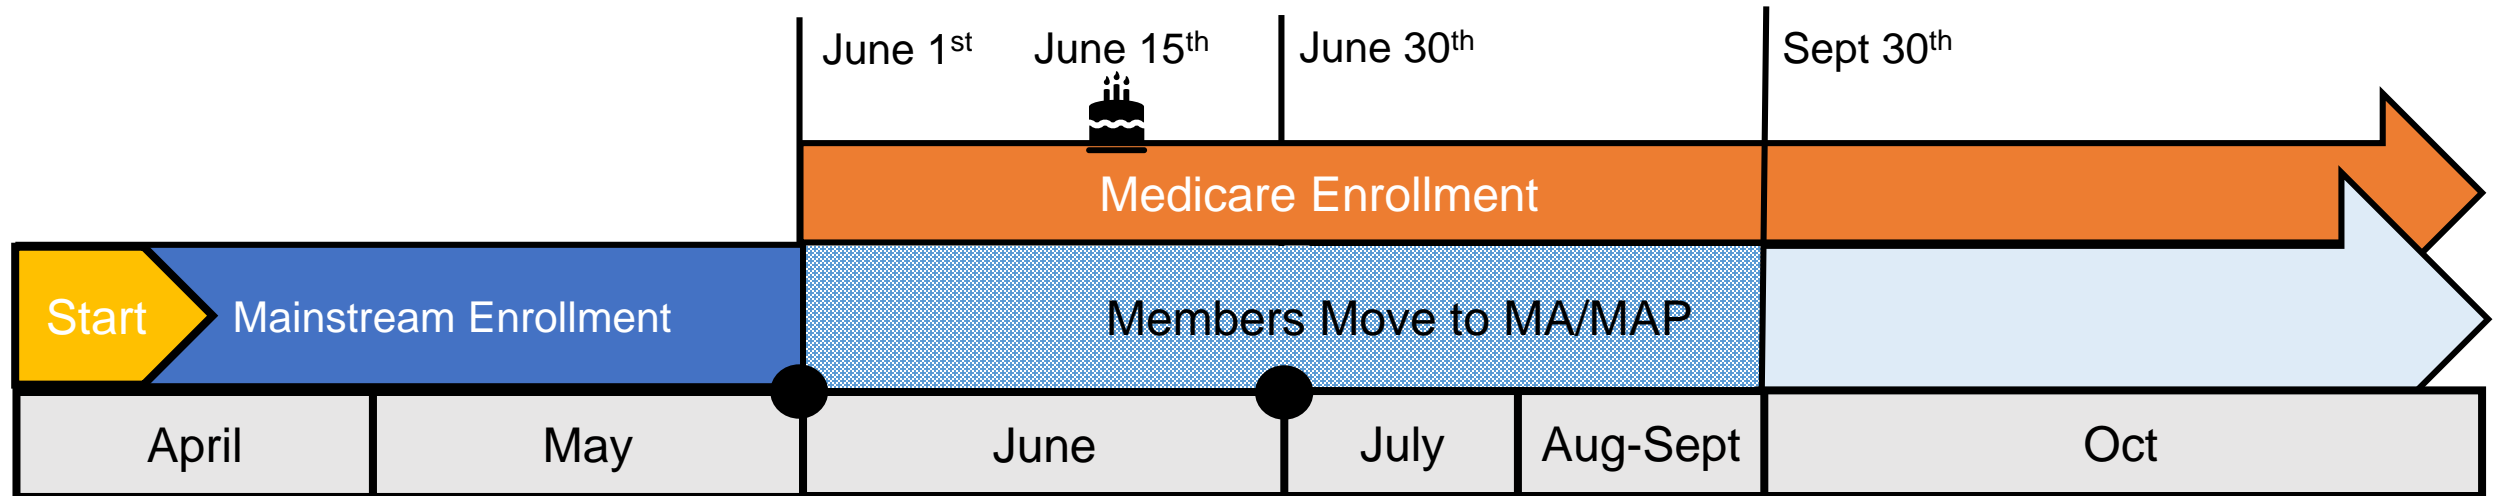 June 1st
June 15th
June 30th
Sept 30th
Medicare Enrollment
Start
Mainstream Enrollment
Members Move to MA/MAP
April
May
June
July
Aug-Sept
Oct